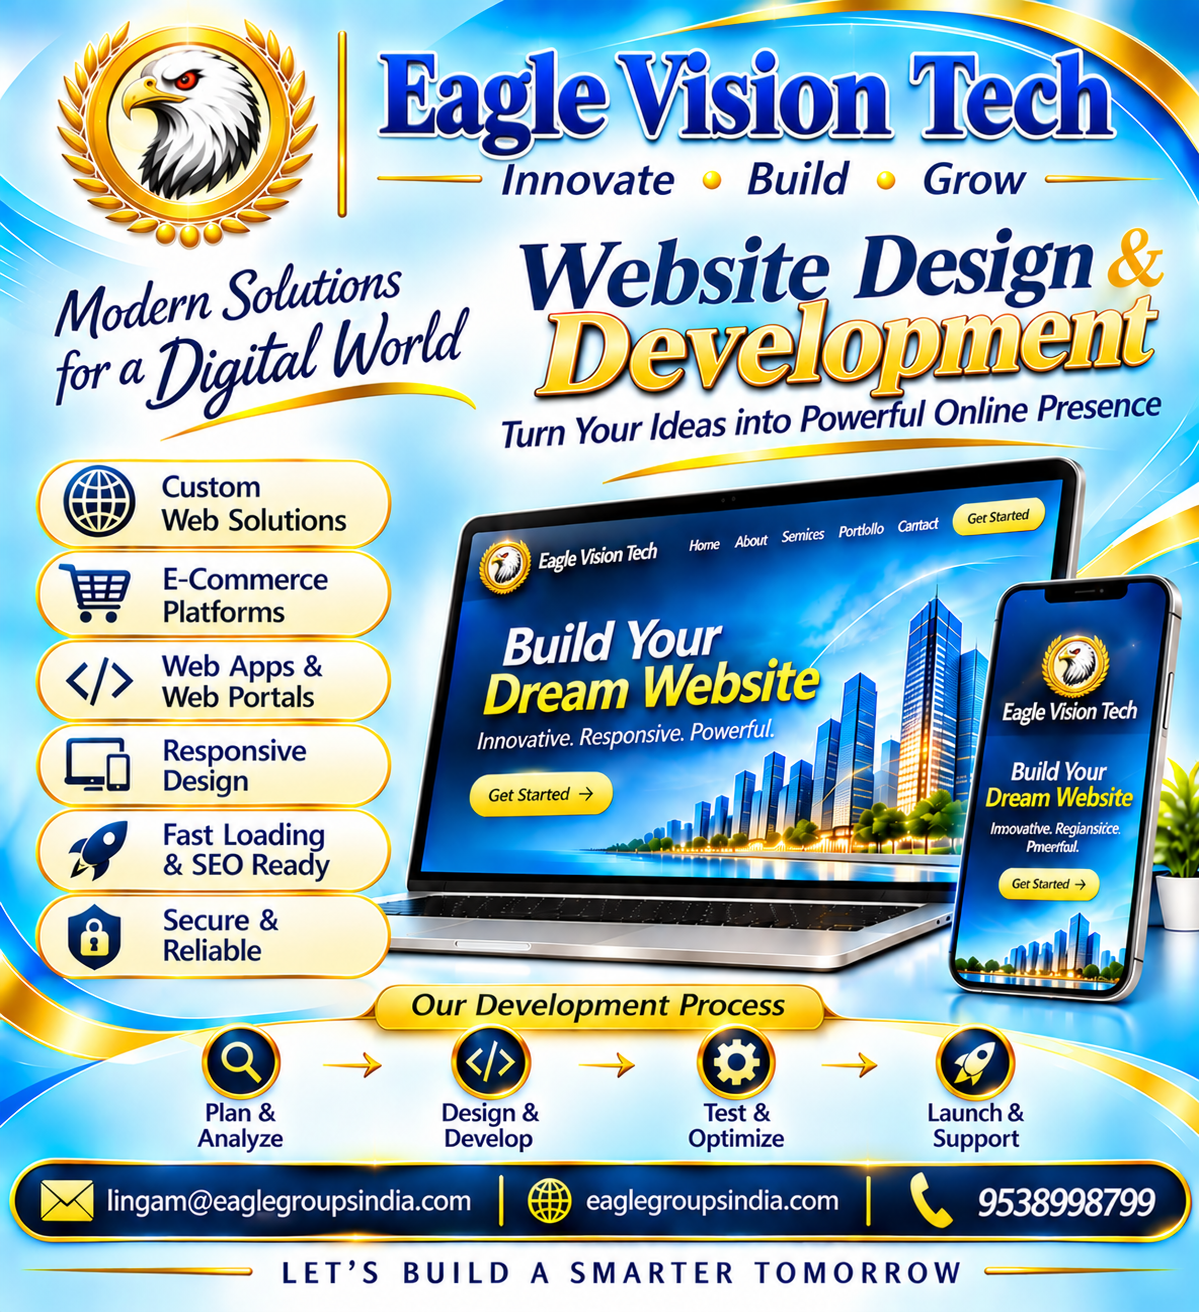 Eagle Vision Tech
Innovate • Build • Grow
Modern Solutions
for a Digital World
Website Design &
Development
Turn Your Ideas into Powerful Online Presence
Custom
Web Solutions
E-Commerce
Platforms
Web Apps &
Web Portals
Responsive
Design
Fast Loading
& SEO Ready
Secure &
Reliable
Eagle Vision Tech
Home About Semices Portlollo Camtact Get Started
Build Your
Dream Website
Innovative. Responsive. Powerful.
Get Started →
Eagle Vision Tech
Build Your
Dream Website
Get Started →
Our Development Process
Plan &
Analyze
Design &
Develop
Test &
Optimize
Launch &
Support
lingam@eaglegroupsindia.com
eaglegroupsindia.com
9538998799
LET'S BUILD A SMARTER TOMORROW